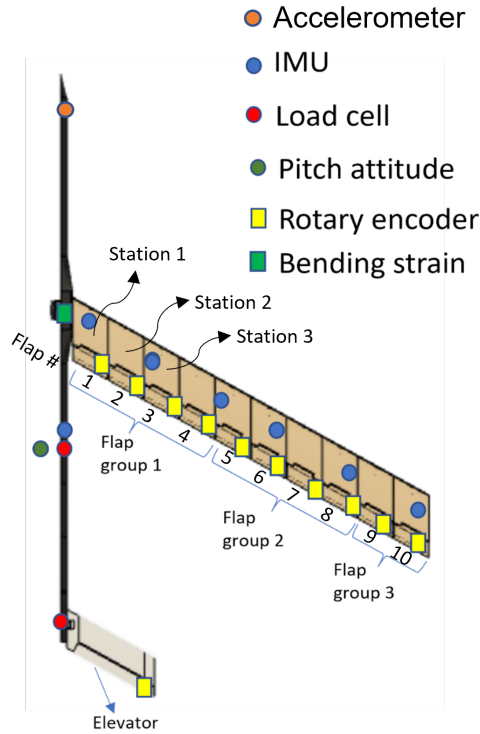 Accelerometer
IMU
Load cell
Pitch attitude
Rotary encoder
Bending strain
Station 1
Station 2
Station 3
Flap #
1
2
3
4
5
6
7
8
9
10
Flap
group 1
Flap
group 2
Flap
group 3
Elevator